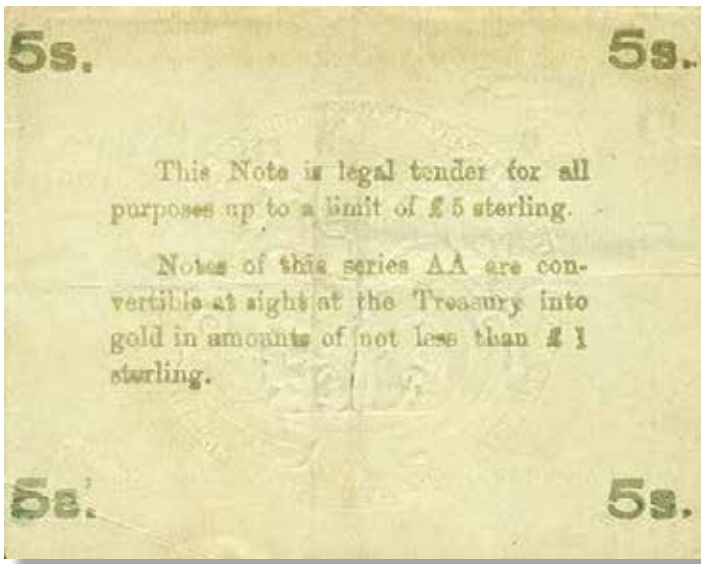 5s. 5s.
This Note is legal tender for all
purposes up to a limit of £5 sterling.
Notes of this series AA are con-
vertible at sight at the Treasury into
gold in amounts of not less than £1
sterling.
5s. 5s.